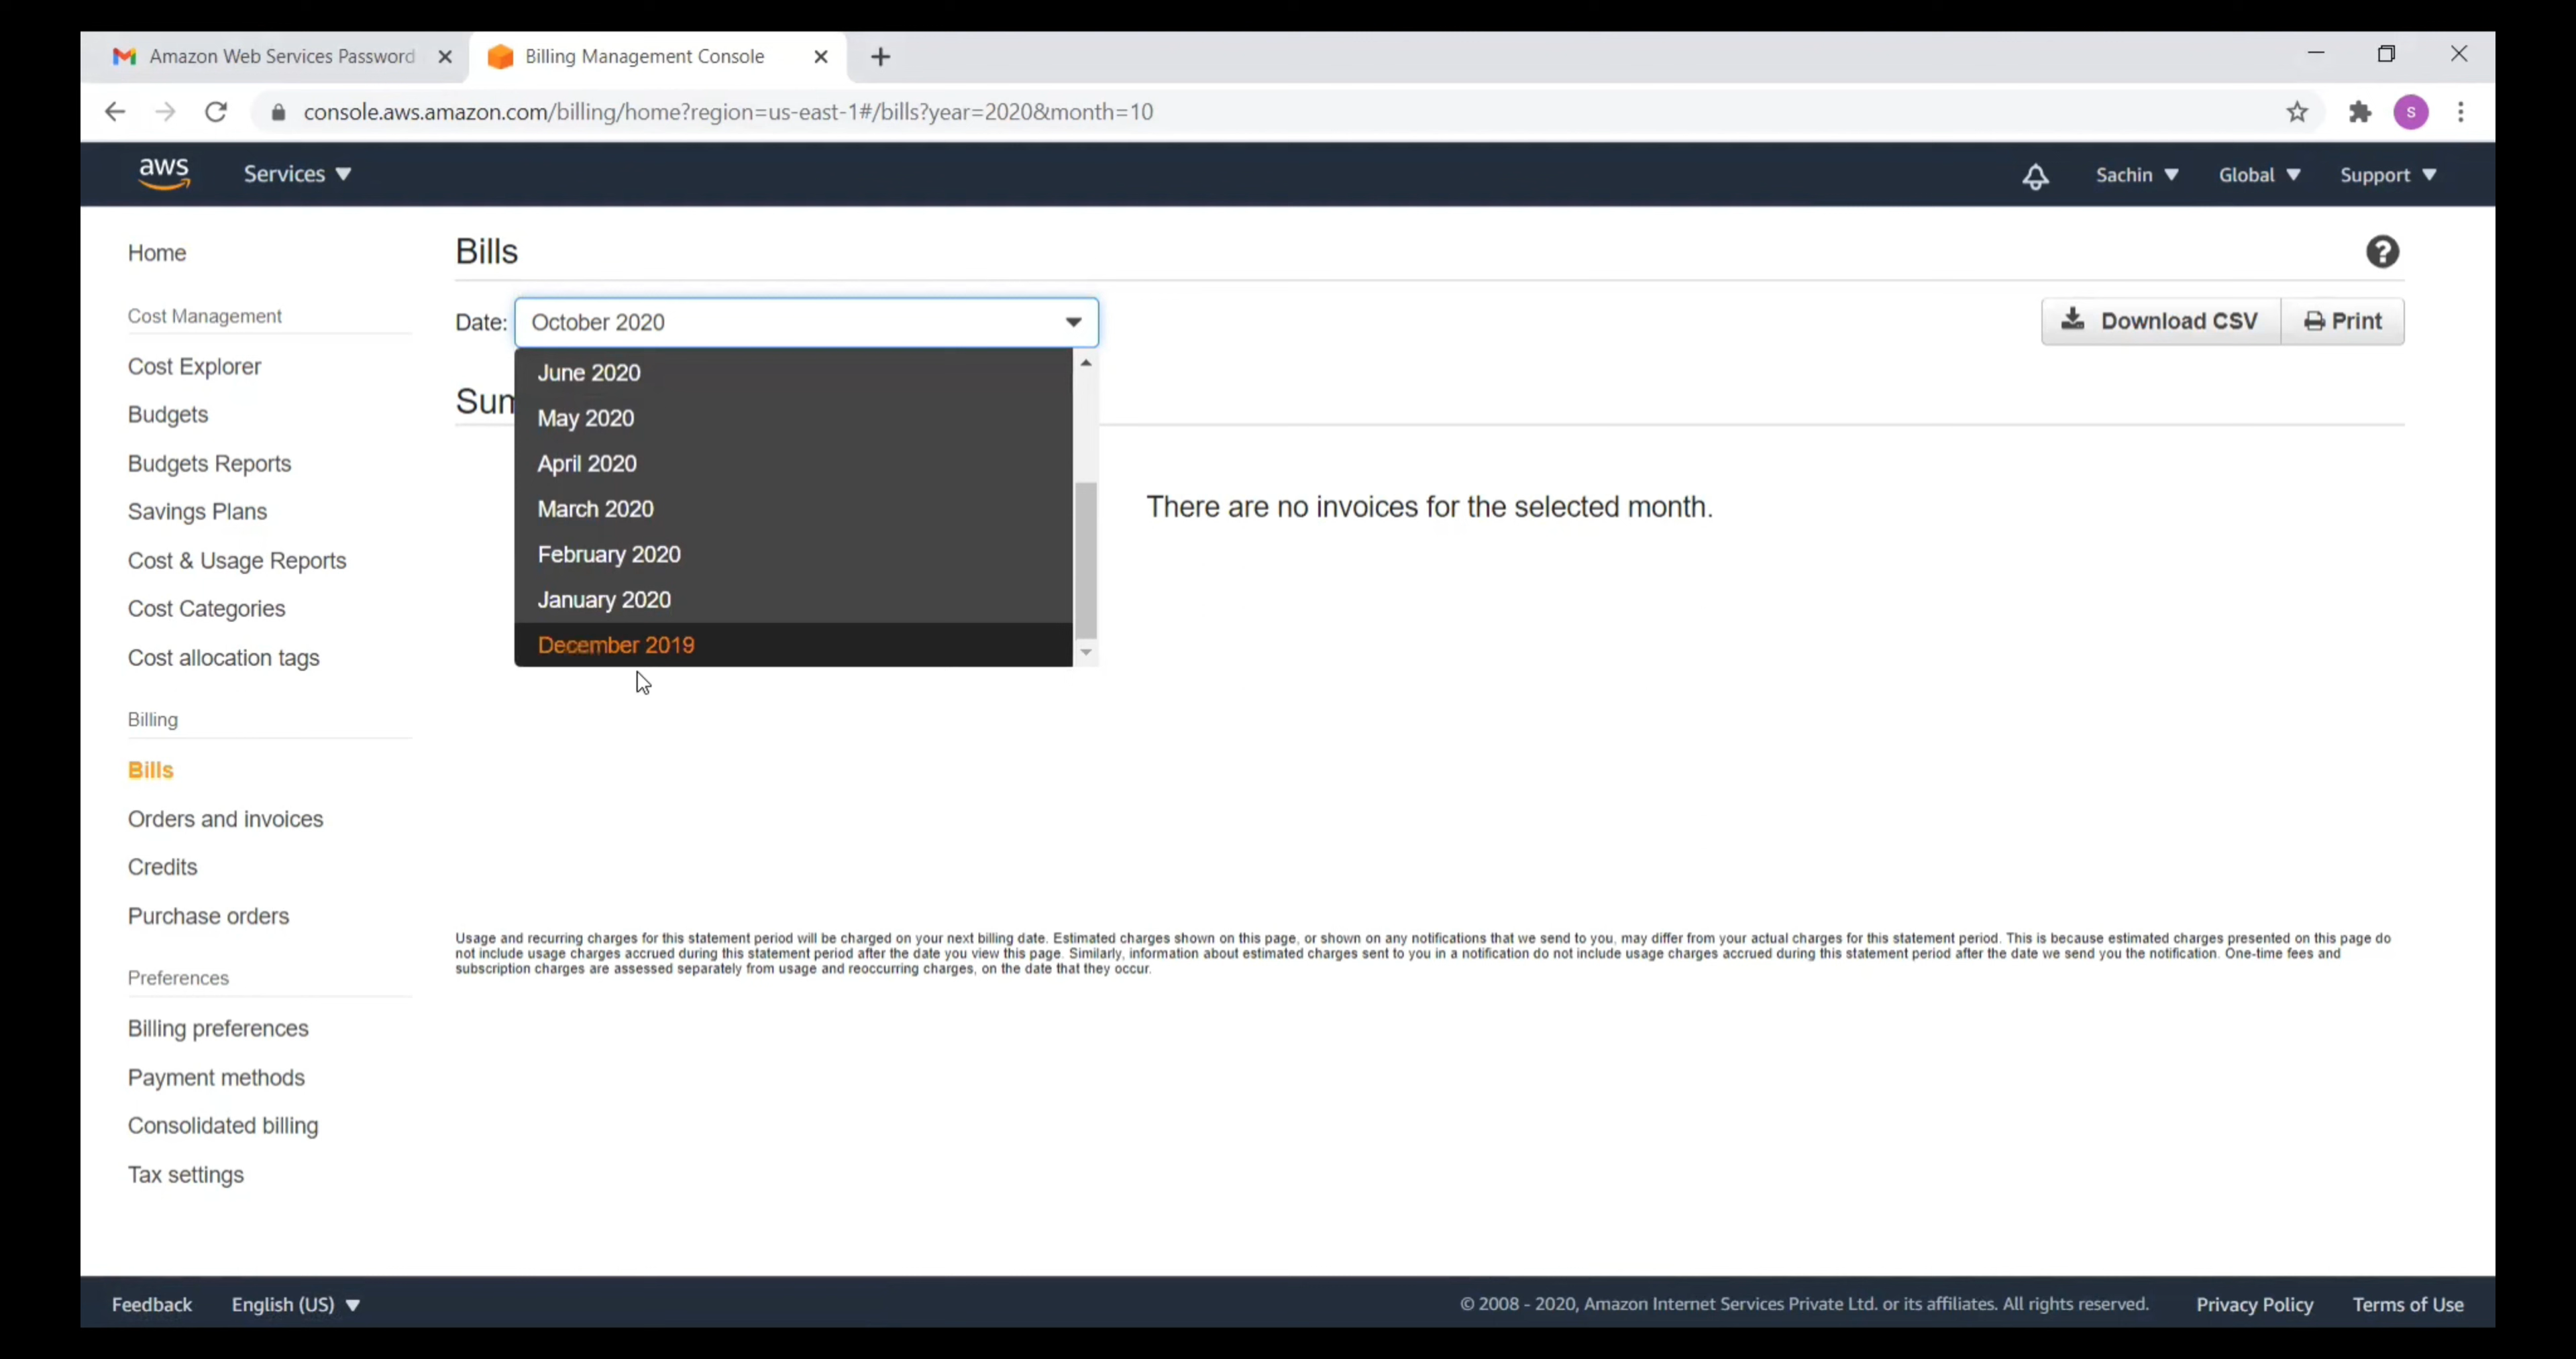 Amazon Web Services Password
Billing Management Console
console.aws.amazon.com/billing/home?region=us-east-1#/bills?year=2020&month=10
S
aws
Services
Sachin
Global
Support
Home
Cost Management
Cost Explorer
Budgets
Budgets Reports
Savings Plans
Cost & Usage Reports
Cost Categories
Cost allocation tags
Billing
Bills
Orders and invoices
Credits
Purchase orders
Preferences
Billing preferences
Payment methods
Consolidated billing
Tax settings
Bills
?
Date: October 2020
Download CSV
Print
Sum
June 2020
May 2020
April 2020
March 2020
February 2020
January 2020
December 2019
There are no invoices for the selected month.
Usage and recurring charges for this statement period will be charged on your next billing date. Estimated charges shown on this page, or shown on any notifications that we send to you, may differ from your actual charges for this statement period. This is because estimated charges presented on this page do
not include usage charges accrued during this statement period after the date you view this page. Similarly, information about estimated charges sent to you in a notification do not include usage charges accrued during this statement period after the date we send you the notification. One-time fees and
subscription charges are assessed separately from usage and reoccurring charges, on the date that they occur.
Feedback
English (US)
© 2008 - 2020, Amazon Internet Services Private Ltd. or its affiliates. All rights reserved.
Privacy Policy
Terms of Use